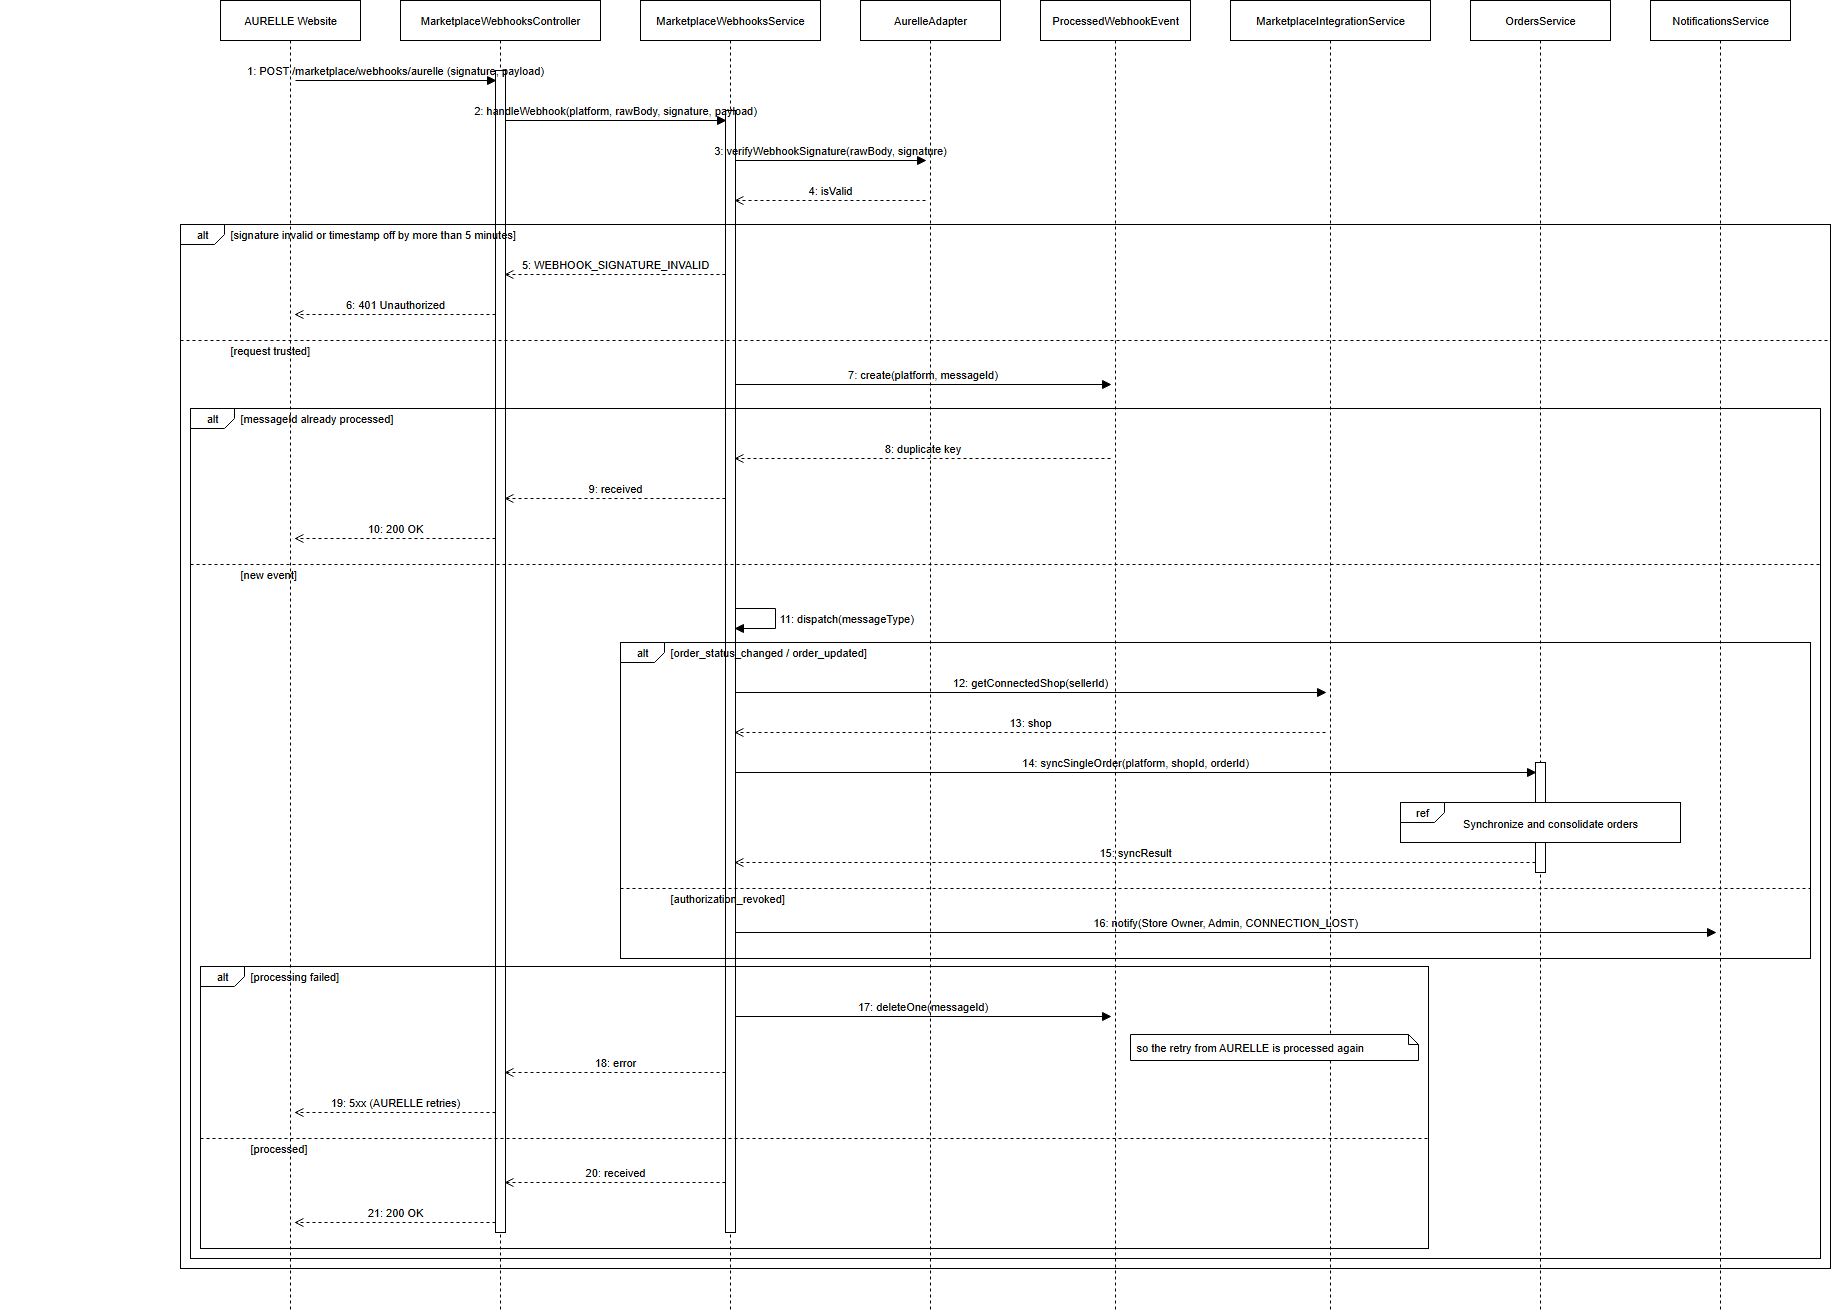 AURELLE Website
MarketplaceWebhooksController
MarketplaceWebhooksService
AurelleAdapter
ProcessedWebhookEvent
MarketplaceIntegrationService
OrdersService
NotificationsService
1: POST /marketplace/webhooks/aurelle (signature, payload)
2: handleWebhook(platform, rawBody, signature, payload)
3: verifyWebhookSignature(rawBody, signature)
4: isValid
alt
[signature invalid or timestamp off by more than 5 minutes]
5: WEBHOOK_SIGNATURE_INVALID
6: 401 Unauthorized
[request trusted]
7: create(platform, messageId)
alt
[messageId already processed]
8: duplicate key
9: received
10: 200 OK
[new event]
11: dispatch(messageType)
alt
[order_status_changed / order_updated]
12: getConnectedShop(sellerId)
13: shop
14: syncSingleOrder(platform, shopId, orderId)
ref
Synchronize and consolidate orders
15: syncResult
[authorization_revoked]
16: notify(Store Owner, Admin, CONNECTION_LOST)
alt
[processing failed]
17: deleteOne(messageId)
so the retry from AURELLE is processed again
18: error
19: 5xx (AURELLE retries)
[processed]
20: received
21: 200 OK